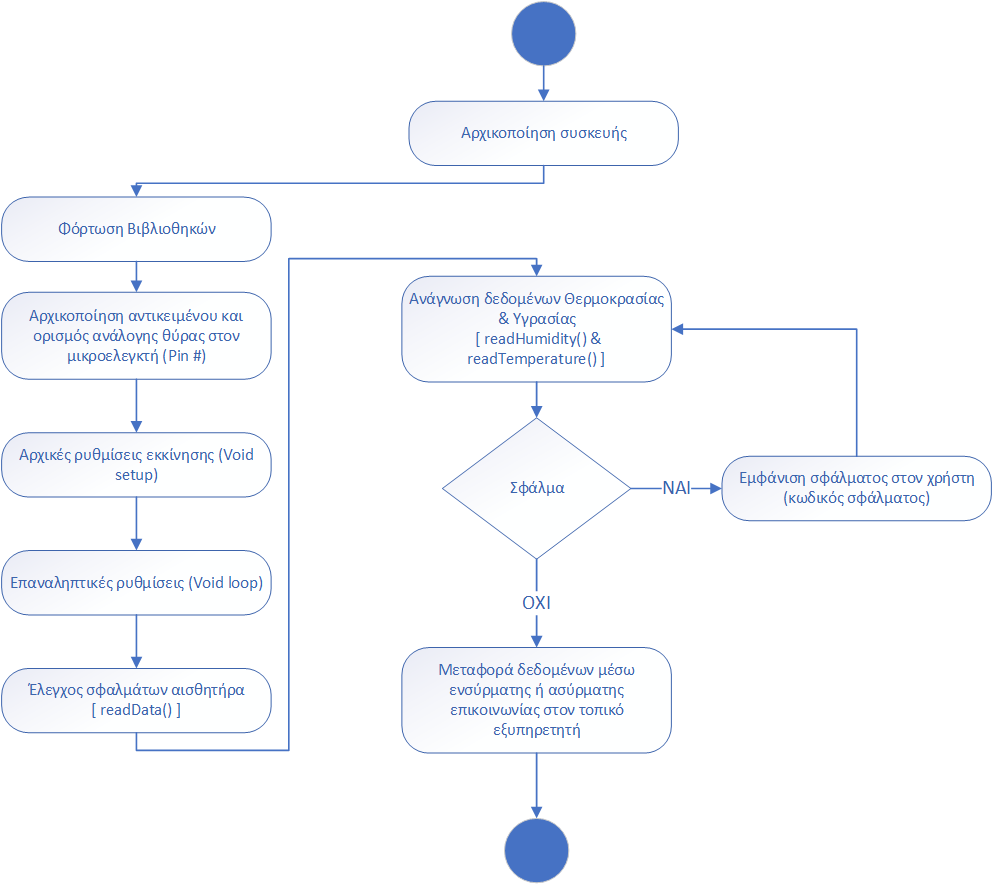 Αρχικοποίηση συσκευής
Φόρτωση Βιβλιοθηκών
Αρχικοποίηση αντικειμένου και
ορισμός ανάλογης θύρας στον
μικροελεγκτή (Pin #)
Αρχικές ρυθμίσεις εκκίνησης (Void
setup)
Επαναληπτικές ρυθμίσεις (Void loop)
Έλεγχος σφαλμάτων αισθητήρα
[ readData() ]
Ανάγνωση δεδομένων Θερμοκρασίας
& Υγρασίας
[ readHumidity() &
readTemperature() ]
Σφάλμα
ΝΑΙ
Εμφάνιση σφάλματος στον χρήστη
(κωδικός σφάλματος)
ΟΧΙ
Μεταφορά δεδομένων μέσω
ενσύρματης ή ασύρματης
επικοινωνίας στον τοπικό
εξυπηρετητή